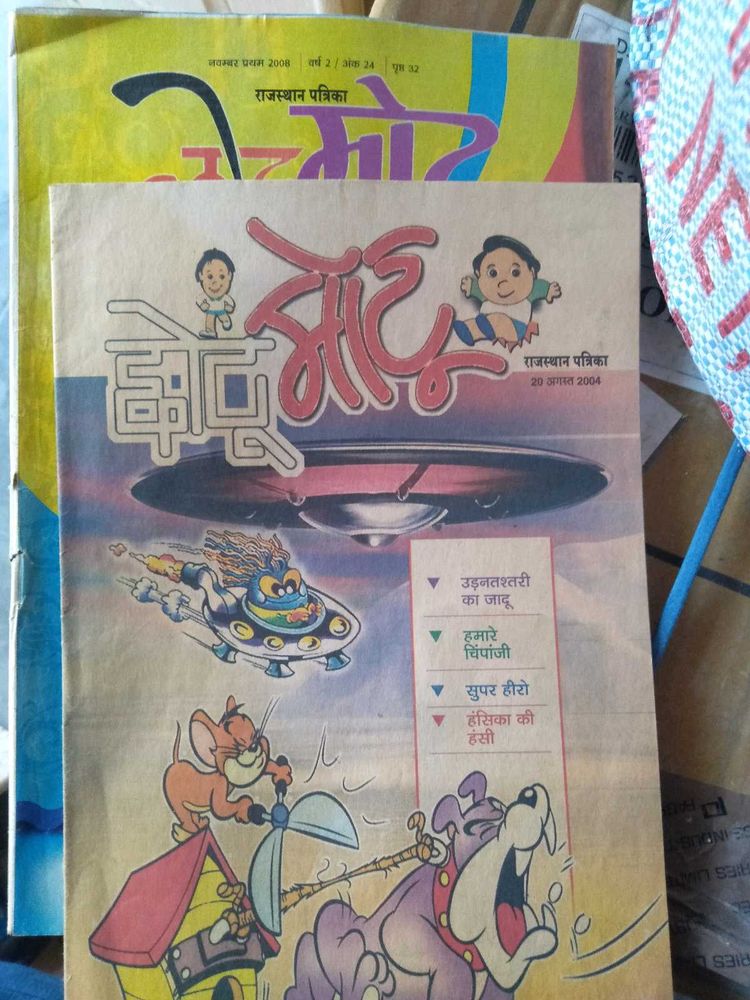 नवम्बर प्रथम 2008 | वर्ष 2 / अंक 24 | पृष्ठ 32
राजस्थान पत्रिका
छोटू मोटू
छोटू मोटू
राजस्थान पत्रिका
20 अगस्त 2004
उड़नतश्तरी
का जादू
हमारे
चिंपांजी
सुपर हीरो
हंसिका की
हंसी
NET